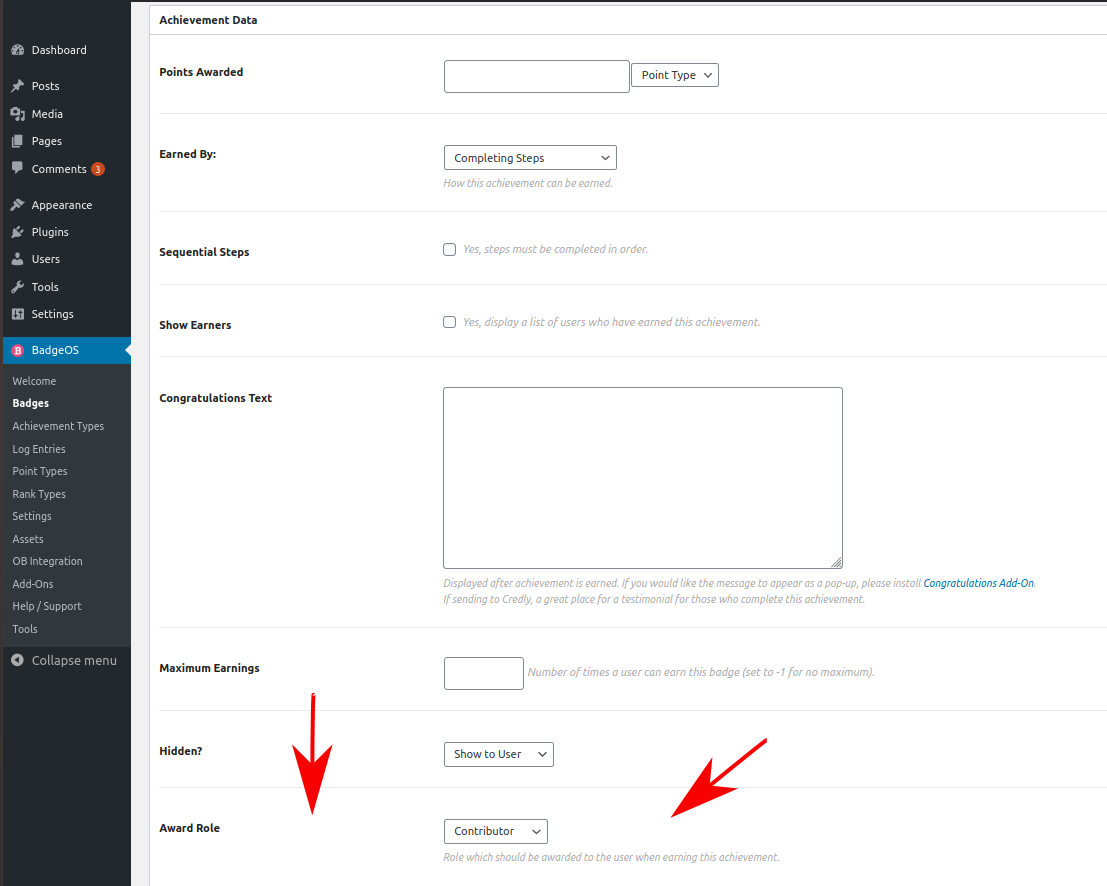 Dashboard
Posts
Media
Pages
Comments 3
Appearance
Plugins
Users
Tools
Settings
B BadgeOS
Welcome
Badges
Achievement Types
Log Entries
Point Types
Rank Types
Settings
Assets
OB Integration
Add-Ons
Help / Support
Tools
Collapse menu
Achievement Data
Points Awarded Point Type
Earned By: Completing Steps
How this achievement can be earned.
Sequential Steps Yes, steps must be completed in order.
Show Earners Yes, display a list of users who have earned this achievement.
Congratulations Text
Displayed after achievement is earned. If you would like the message to appear as a pop-up, please install Congratulations Add-On.
If sending to Credly, a great place for a testimonial for those who complete this achievement.
Maximum Earnings Number of times a user can earn this badge (set to -1 for no maximum).
Hidden? Show to User
Award Role Contributor
Role which should be awarded to the user when earning this achievement.